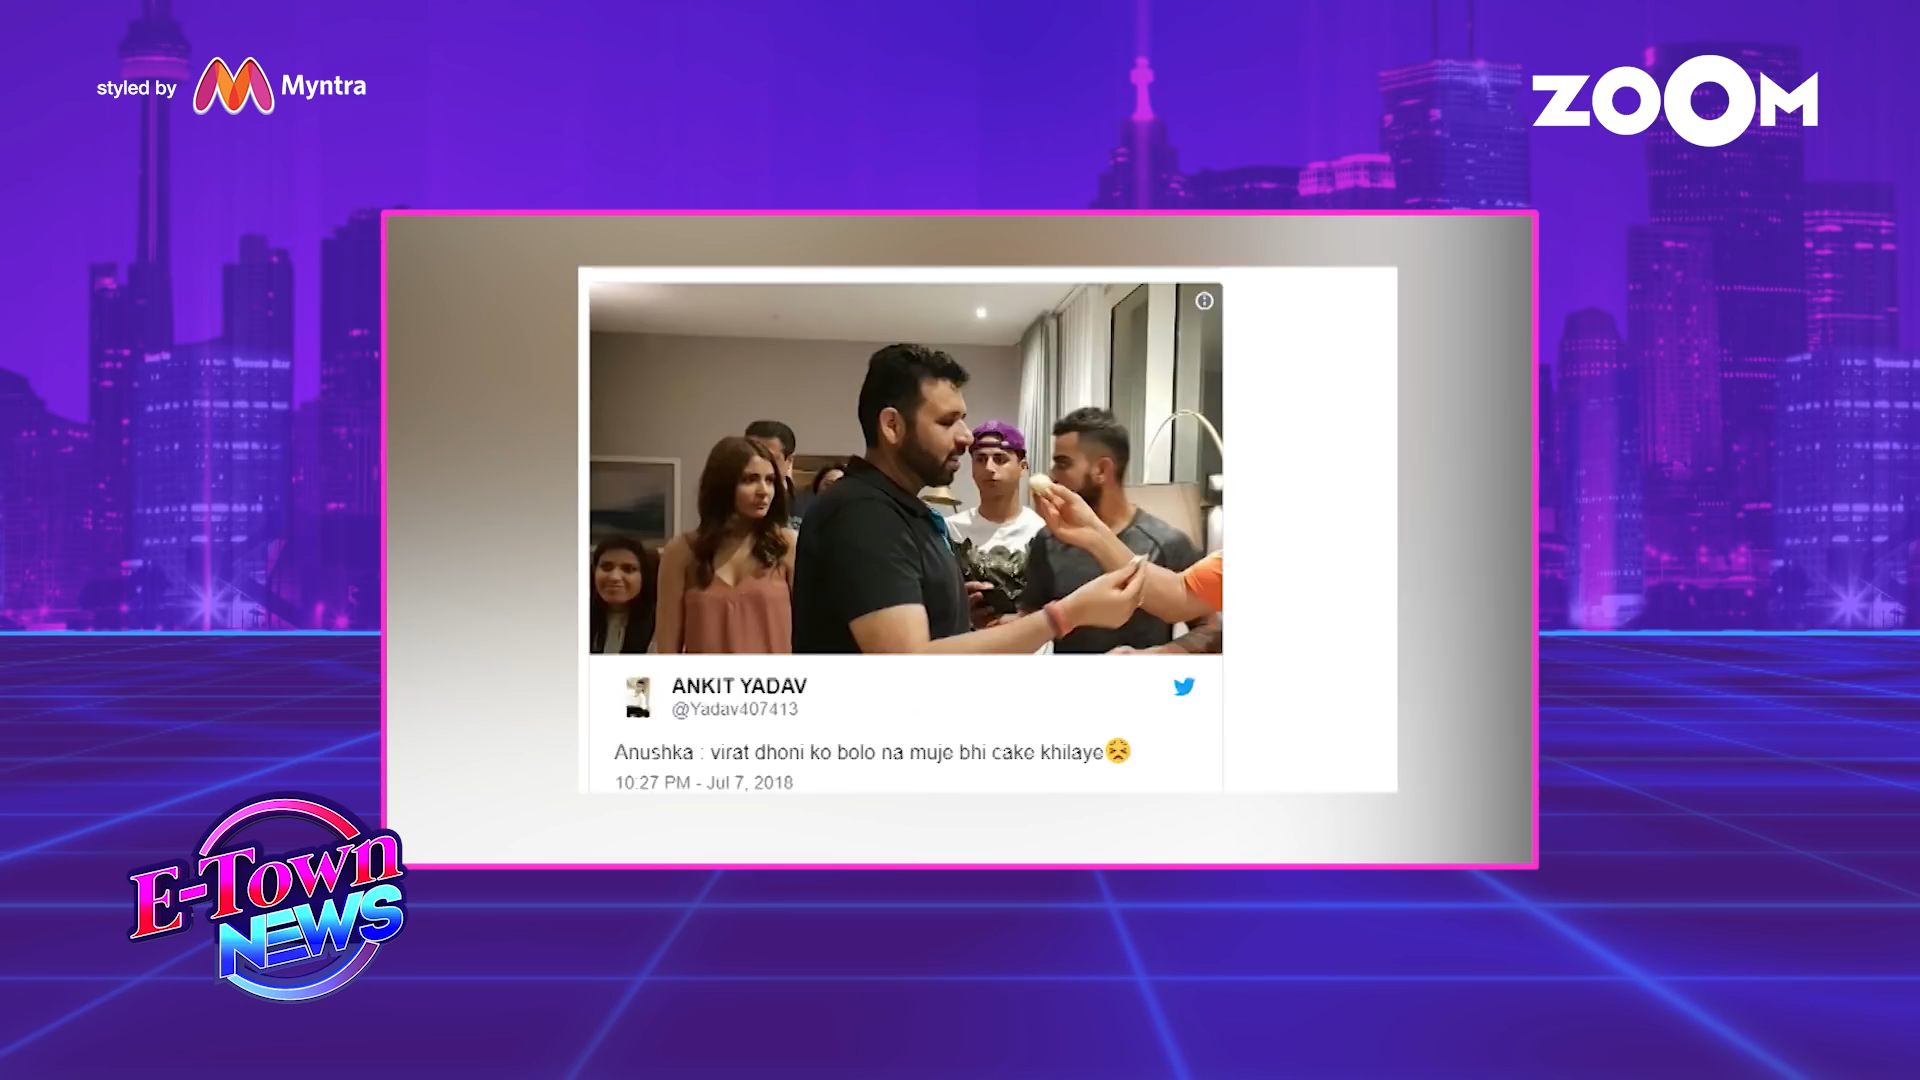 styled by Myntra
ZOOM
ANKIT YADAV
@Yadav407413
Anushka : virat dhoni ko bolo na muje bhi cake khilaye😣
10:27 PM - Jul 7, 2018
E-Town
NEWS